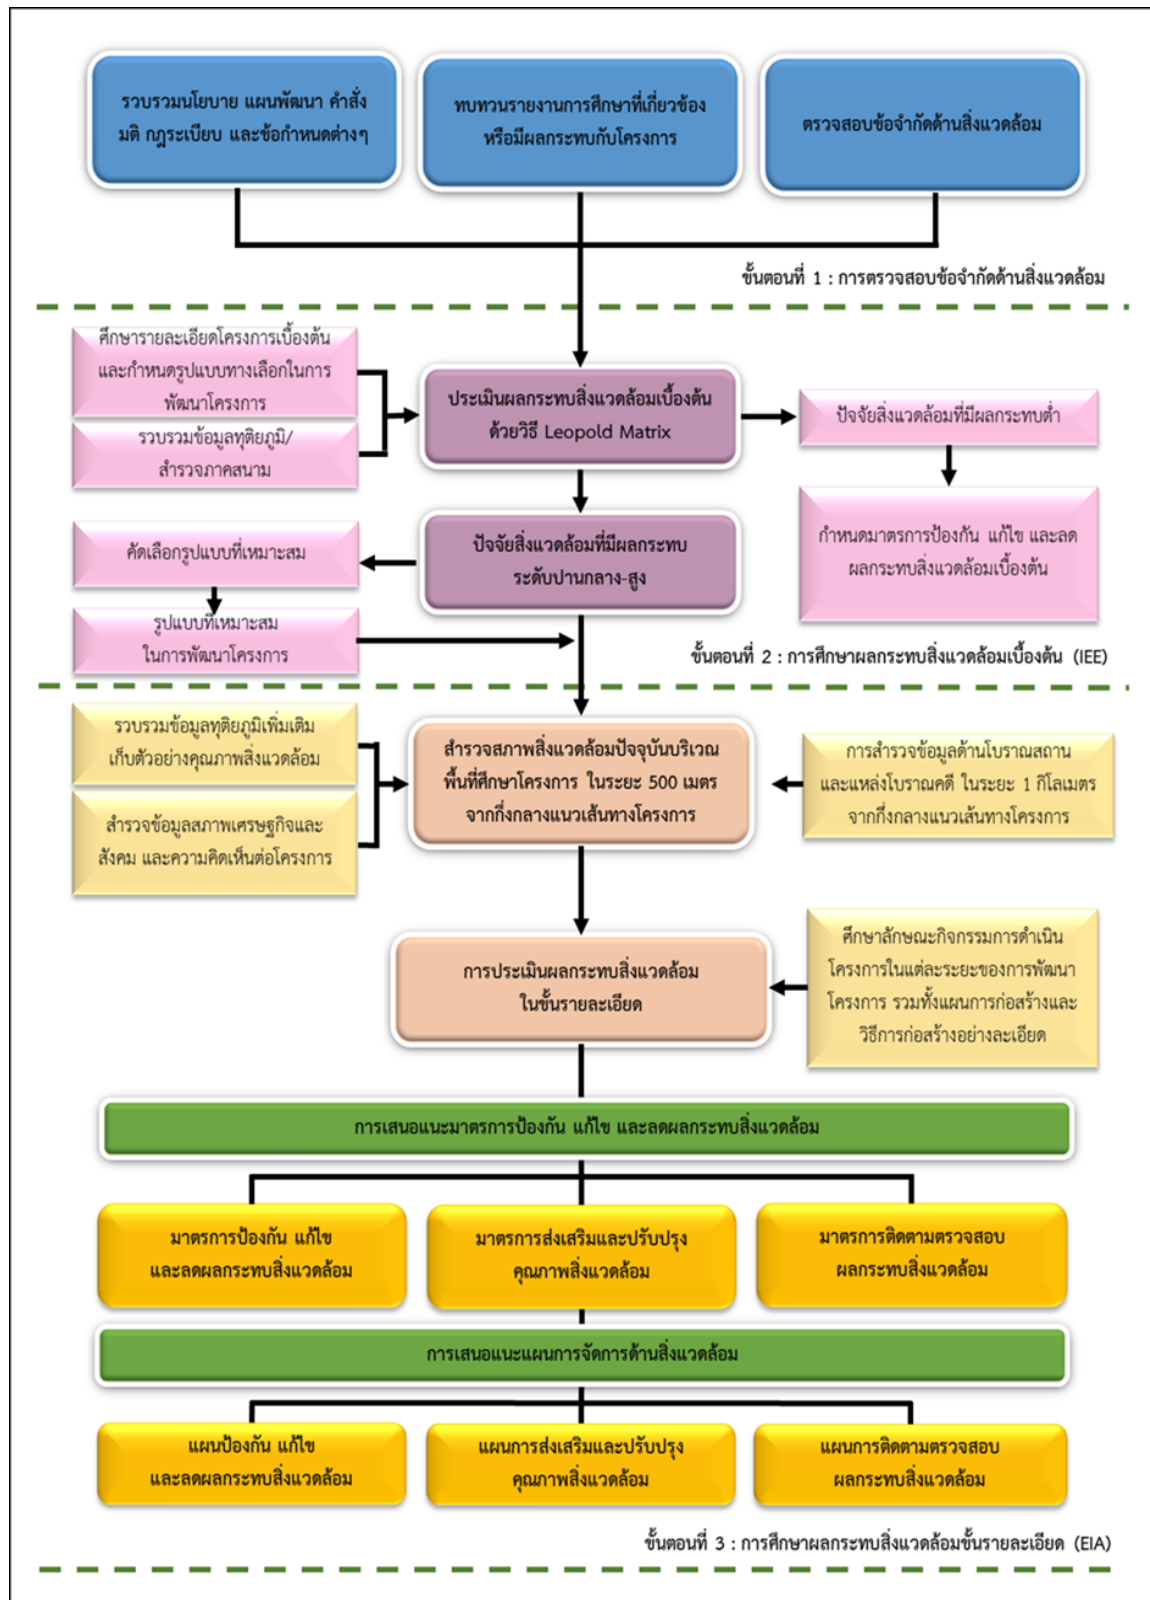 รวบรวมนโยบาย แผนพัฒนา คำสั่ง
มติ กฎระเบียบ และข้อกำหนดต่างๆ
ทบทวนรายงานการศึกษาที่เกี่ยวข้อง
หรือมีผลกระทบกับโครงการ
ตรวจสอบข้อจำกัดด้านสิ่งแวดล้อม
ขั้นตอนที่ 1 : การตรวจสอบข้อจำกัดด้านสิ่งแวดล้อม
ศึกษารายละเอียดโครงการเบื้องต้น
และกำหนดรูปแบบทางเลือกในการ
พัฒนาโครงการ
รวบรวมข้อมูลทุติยภูมิ/
สำรวจภาคสนาม
ประเมินผลกระทบสิ่งแวดล้อมเบื้องต้น
ด้วยวิธี Leopold Matrix
ปัจจัยสิ่งแวดล้อมที่มีผลกระทบต่ำ
กำหนดมาตรการป้องกัน แก้ไข และลด
ผลกระทบสิ่งแวดล้อมเบื้องต้น
ปัจจัยสิ่งแวดล้อมที่มีผลกระทบ
ระดับปานกลาง-สูง
คัดเลือกรูปแบบที่เหมาะสม
รูปแบบที่เหมาะสม
ในการพัฒนาโครงการ
ขั้นตอนที่ 2 : การศึกษาผลกระทบสิ่งแวดล้อมเบื้องต้น (IEE)
รวบรวมข้อมูลทุติยภูมิเพิ่มเติม
เก็บตัวอย่างคุณภาพสิ่งแวดล้อม
สำรวจข้อมูลสภาพเศรษฐกิจและ
สังคม และความคิดเห็นต่อโครงการ
สำรวจสภาพสิ่งแวดล้อมปัจจุบันบริเวณ
พื้นที่ศึกษาโครงการ ในระยะ 500 เมตร
จากกึ่งกลางแนวเส้นทางโครงการ
การสำรวจข้อมูลด้านโบราณสถาน
และแหล่งโบราณคดี ในระยะ 1 กิโลเมตร
จากกึ่งกลางแนวเส้นทางโครงการ
การประเมินผลกระทบสิ่งแวดล้อม
ในขั้นรายละเอียด
ศึกษาลักษณะกิจกรรมการดำเนิน
โครงการในแต่ละระยะของการพัฒนา
โครงการ รวมทั้งแผนการก่อสร้างและ
วิธีการก่อสร้างอย่างละเอียด
การเสนอแนะมาตรการป้องกัน แก้ไข และลดผลกระทบสิ่งแวดล้อม
มาตรการป้องกัน แก้ไข
และลดผลกระทบสิ่งแวดล้อม
มาตรการส่งเสริมและปรับปรุง
คุณภาพสิ่งแวดล้อม
มาตรการติดตามตรวจสอบ
ผลกระทบสิ่งแวดล้อม
การเสนอแนะแผนการจัดการด้านสิ่งแวดล้อม
แผนป้องกัน แก้ไข
และลดผลกระทบสิ่งแวดล้อม
แผนการส่งเสริมและปรับปรุง
คุณภาพสิ่งแวดล้อม
แผนการติดตามตรวจสอบ
ผลกระทบสิ่งแวดล้อม
ขั้นตอนที่ 3 : การศึกษาผลกระทบสิ่งแวดล้อมขั้นรายละเอียด (EIA)